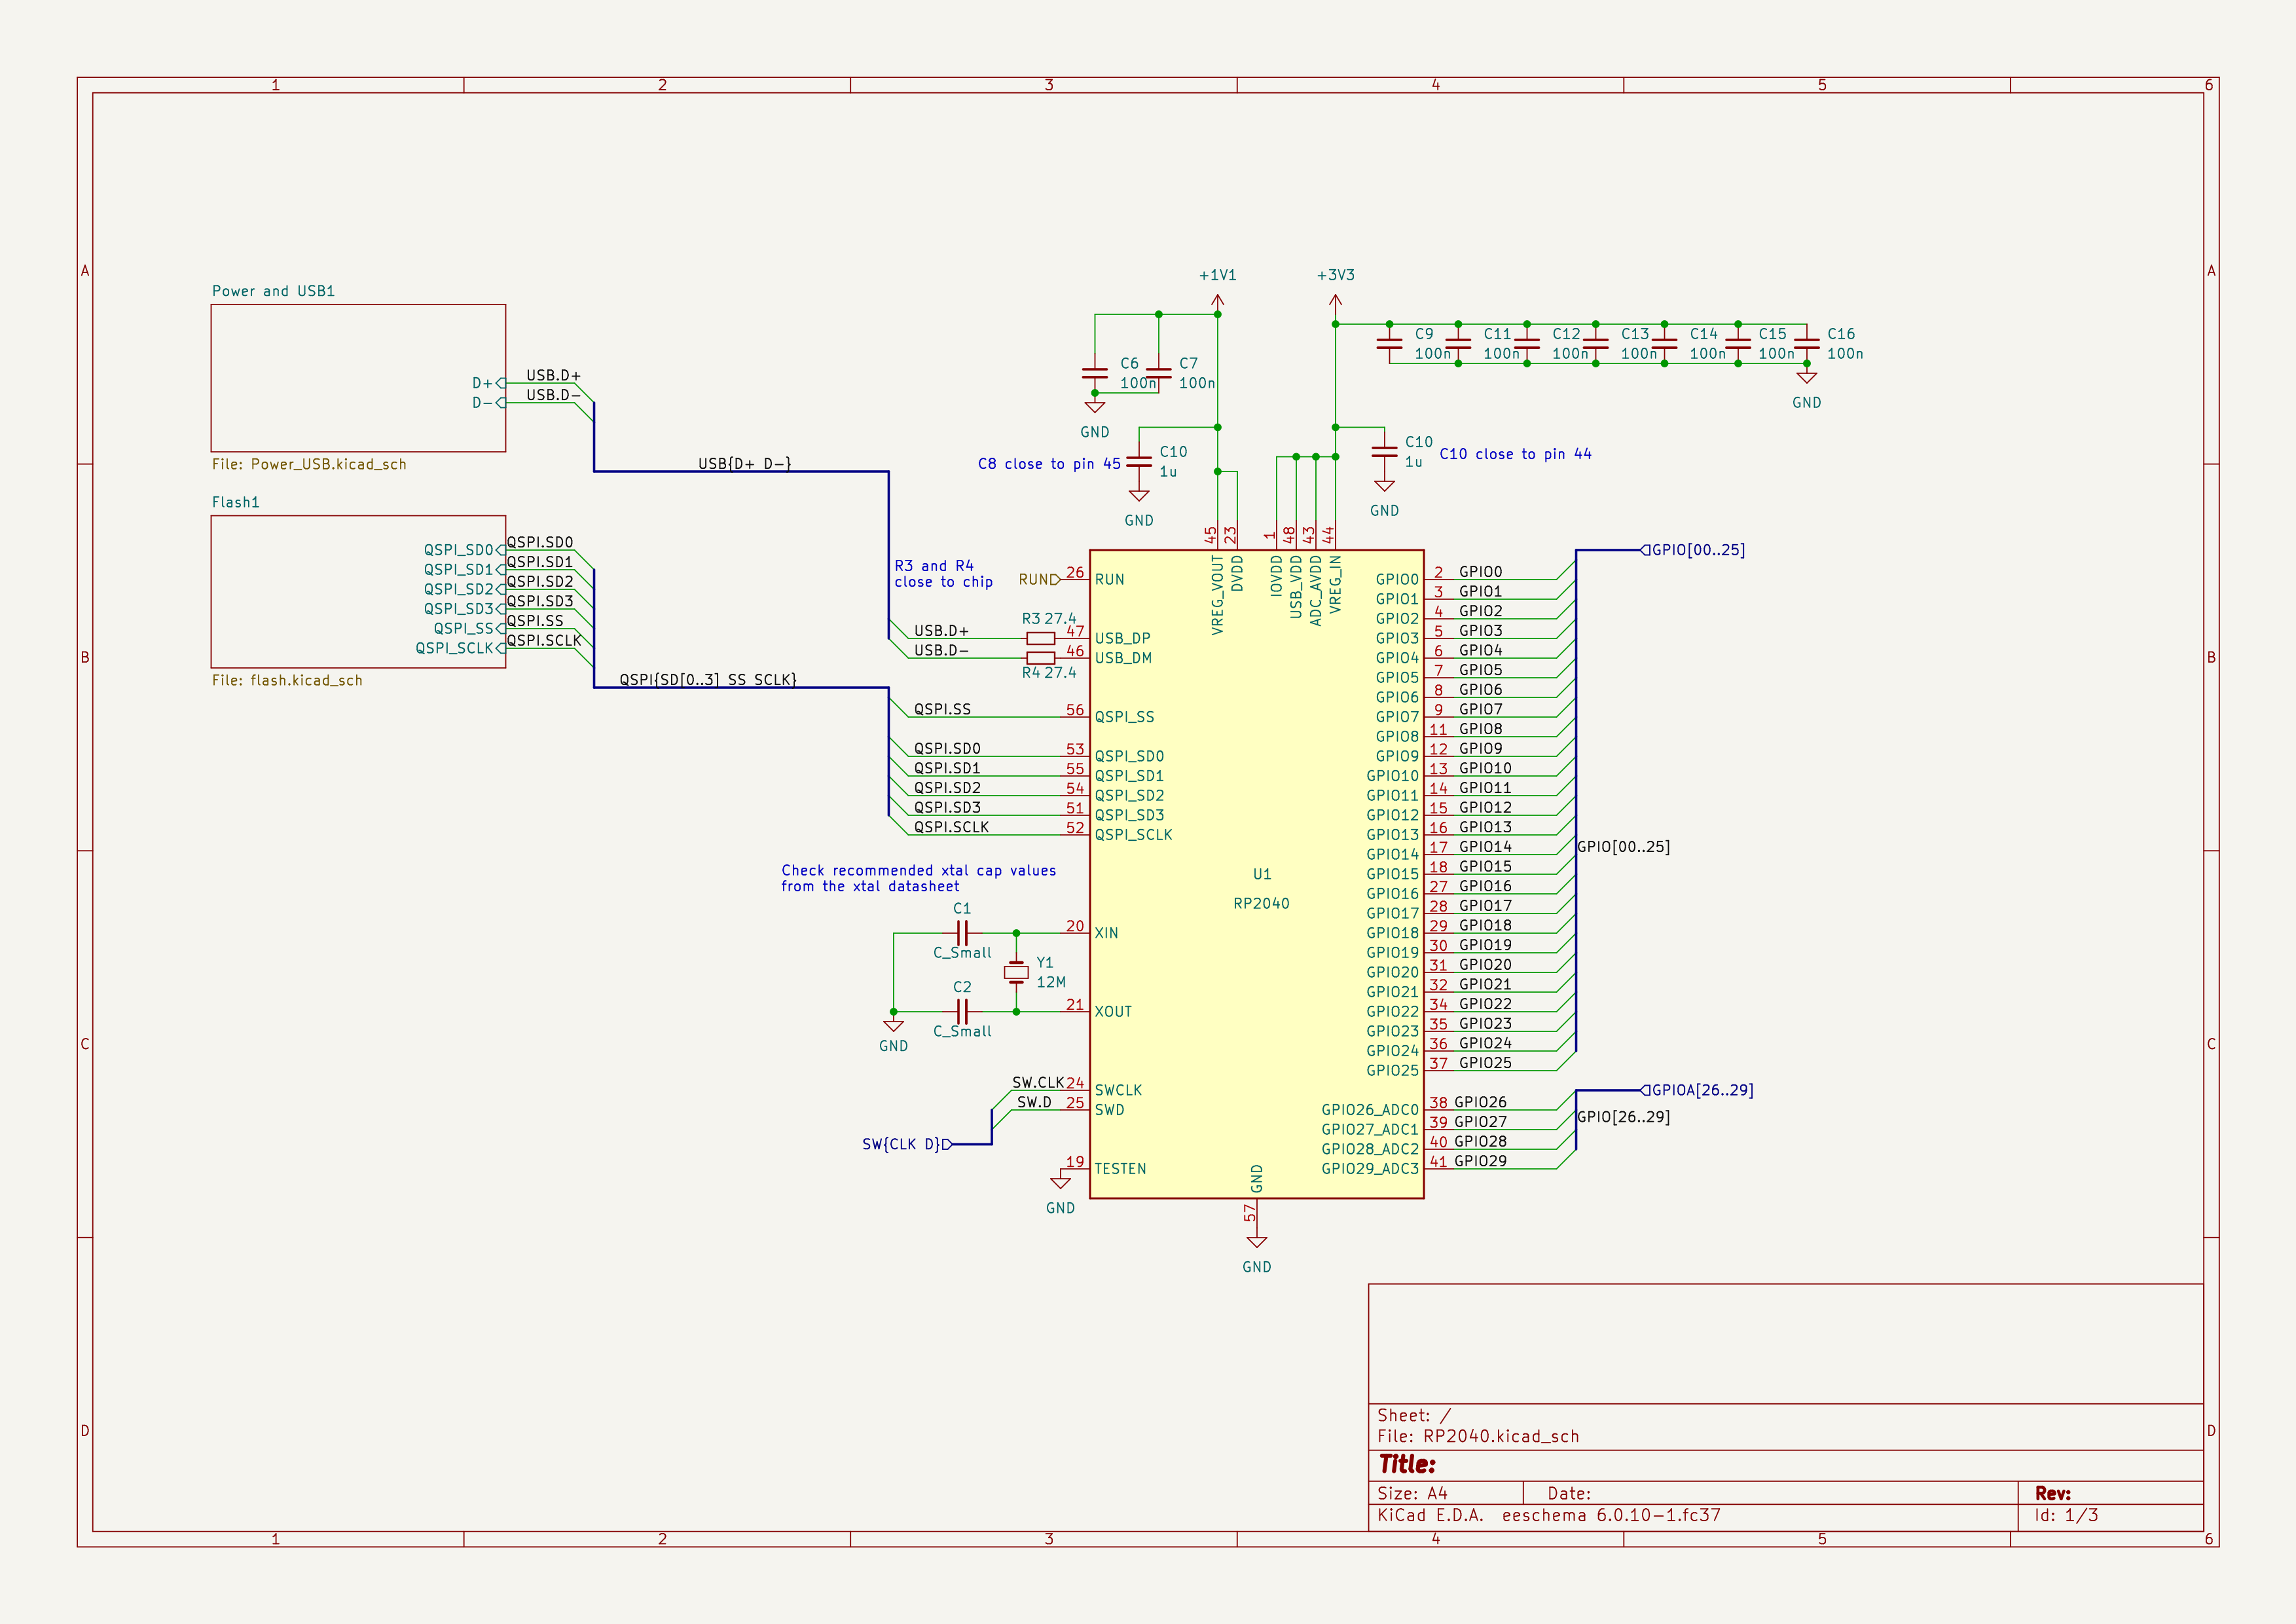 1 2 3 4 5 6
A A
B B
C C
D D
1 2 3 4 5 6
Power and USB1
D+
D-
USB.D+
USB.D-
File: Power_USB.kicad_sch
USB{D+ D-}
Flash1
QSPI_SD0
QSPI_SD1
QSPI_SD2
QSPI_SD3
QSPI_SS
QSPI_SCLK
QSPI.SD0
QSPI.SD1
QSPI.SD2
QSPI.SD3
QSPI.SS
QSPI.SCLK
File: flash.kicad_sch
QSPI{SD[0..3] SS SCLK}
+1V1
+3V3
C6
100n
C7
100n
GND
C9
100n
C11
100n
C12
100n
C13
100n
C14
100n
C15
100n
C16
100n
GND
C8 close to pin 45
C10
1u
GND
C10
1u
C10 close to pin 44
GND
45 23 1 48 43 44
VREG_VOUT
DVDD
IOVDD
USB_VDD
ADC_AVDD
VREG_IN
R3 and R4
close to chip
RUN 26 RUN
R3 27.4
USB.D+ 47 USB_DP
USB.D- 46 USB_DM
R4 27.4
QSPI.SS 56 QSPI_SS
QSPI.SD0 53 QSPI_SD0
QSPI.SD1 55 QSPI_SD1
QSPI.SD2 54 QSPI_SD2
QSPI.SD3 51 QSPI_SD3
QSPI.SCLK 52 QSPI_SCLK
Check recommended xtal cap values
from the xtal datasheet
U1
RP2040
C1
C_Small
20 XIN
Y1
12M
C2
C_Small
21 XOUT
GND
SW.CLK 24 SWCLK
SW.D 25 SWD
SW{CLK D}
19 TESTEN
GND
GND
57
GND
GPIO[00..25]
GPIO0 2 GPIO0
GPIO1 3 GPIO1
GPIO2 4 GPIO2
GPIO3 5 GPIO3
GPIO4 6 GPIO4
GPIO5 7 GPIO5
GPIO6 8 GPIO6
GPIO7 9 GPIO7
GPIO8 11 GPIO8
GPIO9 12 GPIO9
GPIO10 13 GPIO10
GPIO11 14 GPIO11
GPIO12 15 GPIO12
GPIO13 16 GPIO13
GPIO14 17 GPIO14
GPIO[00..25]
GPIO15 18 GPIO15
GPIO16 27 GPIO16
GPIO17 28 GPIO17
GPIO18 29 GPIO18
GPIO19 30 GPIO19
GPIO20 31 GPIO20
GPIO21 32 GPIO21
GPIO22 34 GPIO22
GPIO23 35 GPIO23
GPIO24 36 GPIO24
GPIO25 37 GPIO25
GPIOA[26..29]
GPIO26_ADC0 38 GPIO26
GPIO[26..29]
GPIO27_ADC1 39 GPIO27
GPIO28_ADC2 40 GPIO28
GPIO29_ADC3 41 GPIO29
Sheet: /
File: RP2040.kicad_sch
Title:
Size: A4 Date: Rev:
KiCad E.D.A. eeschema 6.0.10-1.fc37 Id: 1/3